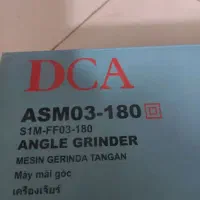 DCA
ASM03-180
S1M-FF03-180
ANGLE GRINDER
MESIN GERINDA TANGAN
Máy mài góc
เครื่องเจียร์